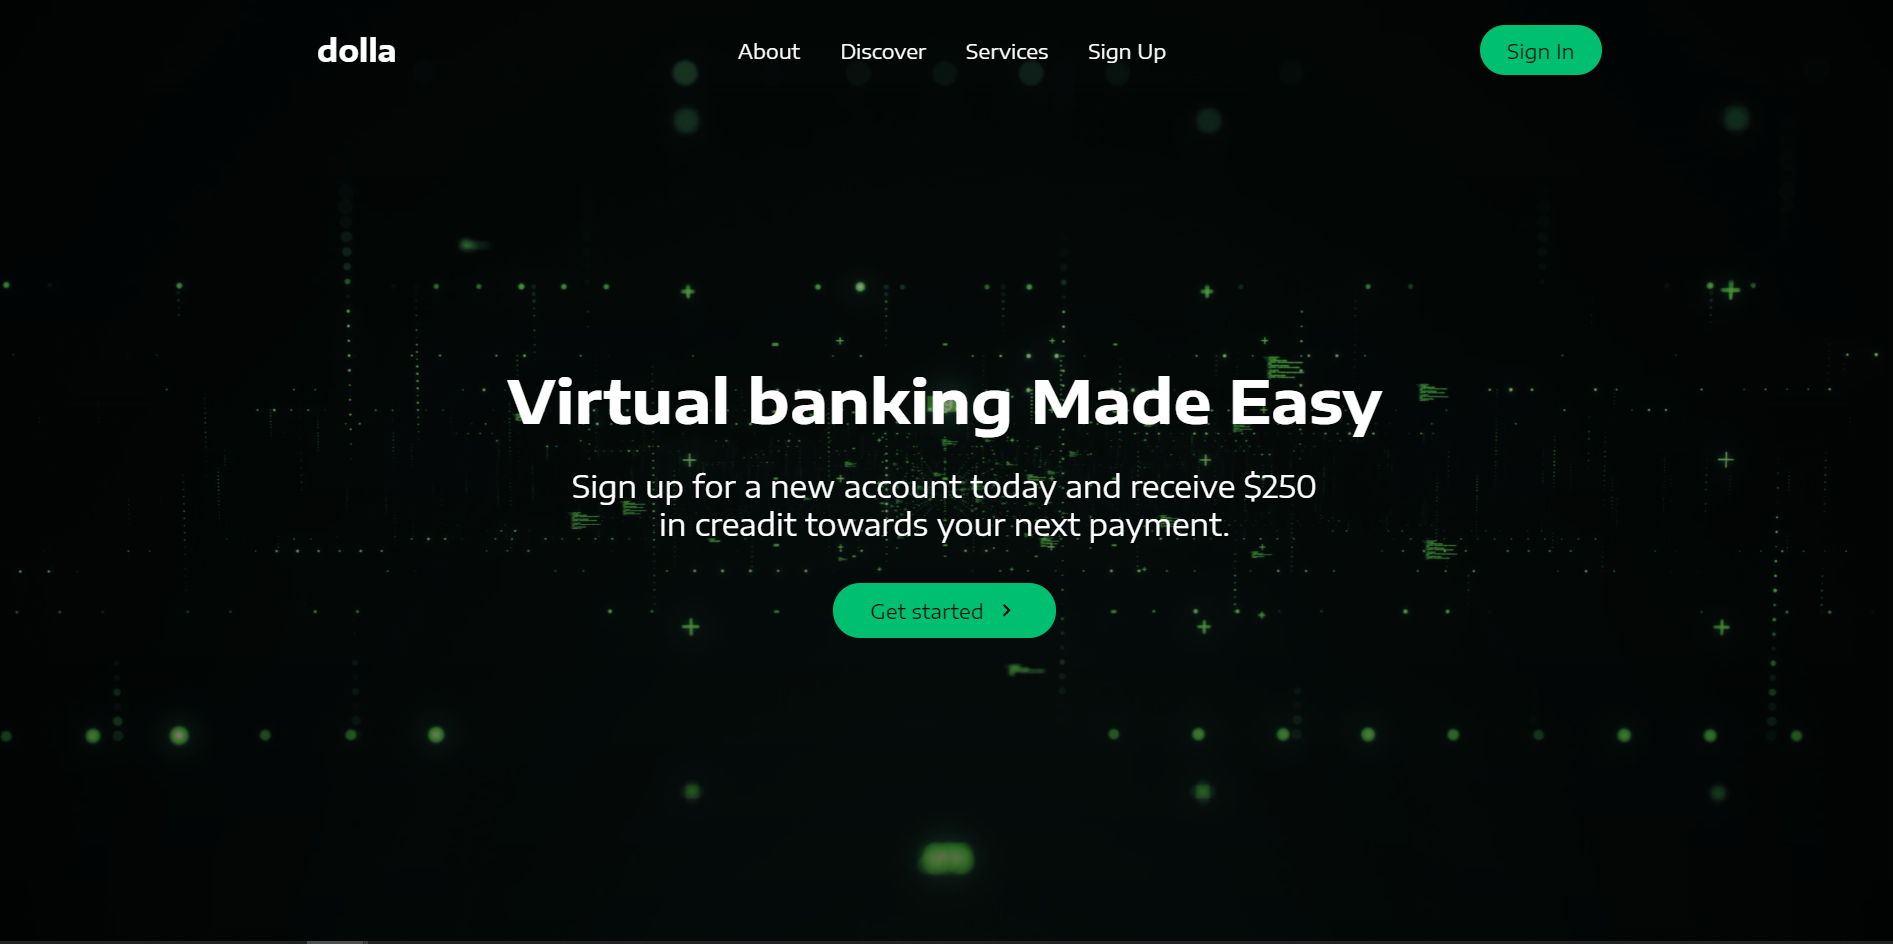 dolla
About Discover Services Sign Up
Sign In
Virtual banking Made Easy
Sign up for a new account today and receive $250
in creadit towards your next payment.
Get started